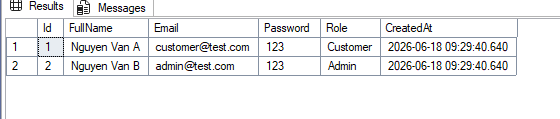 Results Messages
Id FullName Email Password Role CreatedAt
1 1 Nguyen Van A customer@test.com 123 Customer 2026-06-18 09:29:40.640
2 2 Nguyen Van B admin@test.com 123 Admin 2026-06-18 09:29:40.640